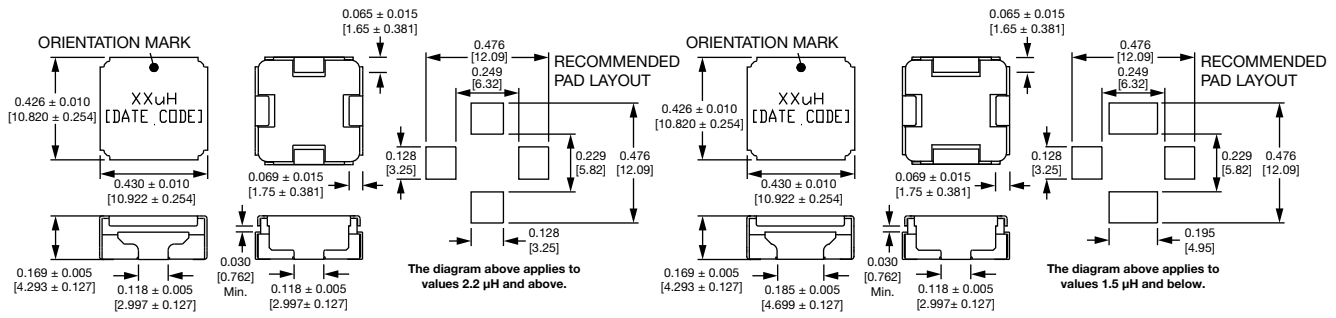 0.065 ± 0.015
[1.65 ± 0.381]
ORIENTATION MARK
0.476
[12.09]
RECOMMENDED
PAD LAYOUT
0.249
[6.32]
XXuH
[DATE CODE]
0.426 ± 0.010
[10.820 ± 0.254]
0.128
[3.25]
0.229
[5.82]
0.476
[12.09]
0.069 ± 0.015
[1.75 ± 0.381]
0.430 ± 0.010
[10.922 ± 0.254]
0.128
[3.25]
0.030
[0.762]
Min.
0.169 ± 0.005
[4.293 ± 0.127]
0.118 ± 0.005
[2.997± 0.127]
0.118 ± 0.005
[2.997± 0.127]
The diagram above applies to
values 2.2 µH and above.
0.065 ± 0.015
[1.65 ± 0.381]
ORIENTATION MARK
0.476
[12.09]
RECOMMENDED
PAD LAYOUT
0.249
[6.32]
XXuH
[DATE CODE]
0.426 ± 0.010
[10.820 ± 0.254]
0.128
[3.25]
0.229
[5.82]
0.476
[12.09]
0.069 ± 0.015
[1.75 ± 0.381]
0.430 ± 0.010
[10.922 ± 0.254]
0.195
[4.95]
0.030
[0.762]
Min.
0.169 ± 0.005
[4.293 ± 0.127]
0.185 ± 0.005
[4.699 ± 0.127]
0.118 ± 0.005
[2.997± 0.127]
The diagram above applies to
values 1.5 µH and below.